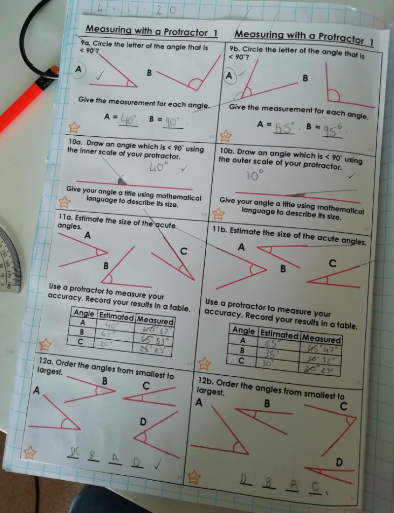 4.1.20
Measuring with a Protractor 1
9a. Circle the letter of the angle that is
< 90°?
A
B
Give the measurement for each angle.
A = 40° B = 90°
10a. Draw an angle which is < 90° using
the inner scale of your protractor.
40°
Give your angle a title using mathematical
language to describe its size.
11a. Estimate the size of the acute
angles.
A
B
C
Use a protractor to measure your
accuracy. Record your results in a table.
Angle Estimated Measured
A
B
C
12a. Order the angles from smallest to
largest.
A
B
C
D
B A D
Measuring with a Protractor 1
9b. Circle the letter of the angle that is
< 90°?
A
B
Give the measurement for each angle.
A = 65° B = 95°
10b. Draw an angle which is < 90° using
the outer scale of your protractor.
10°
Give your angle a title using mathematical
language to describe its size.
11b. Estimate the size of the acute angles.
A
B
C
Use a protractor to measure your
accuracy. Record your results in a table.
Angle Estimated Measured
A 65° 47°
B
C
12b. Order the angles from smallest to
largest.
A
B
C
D
D B A C